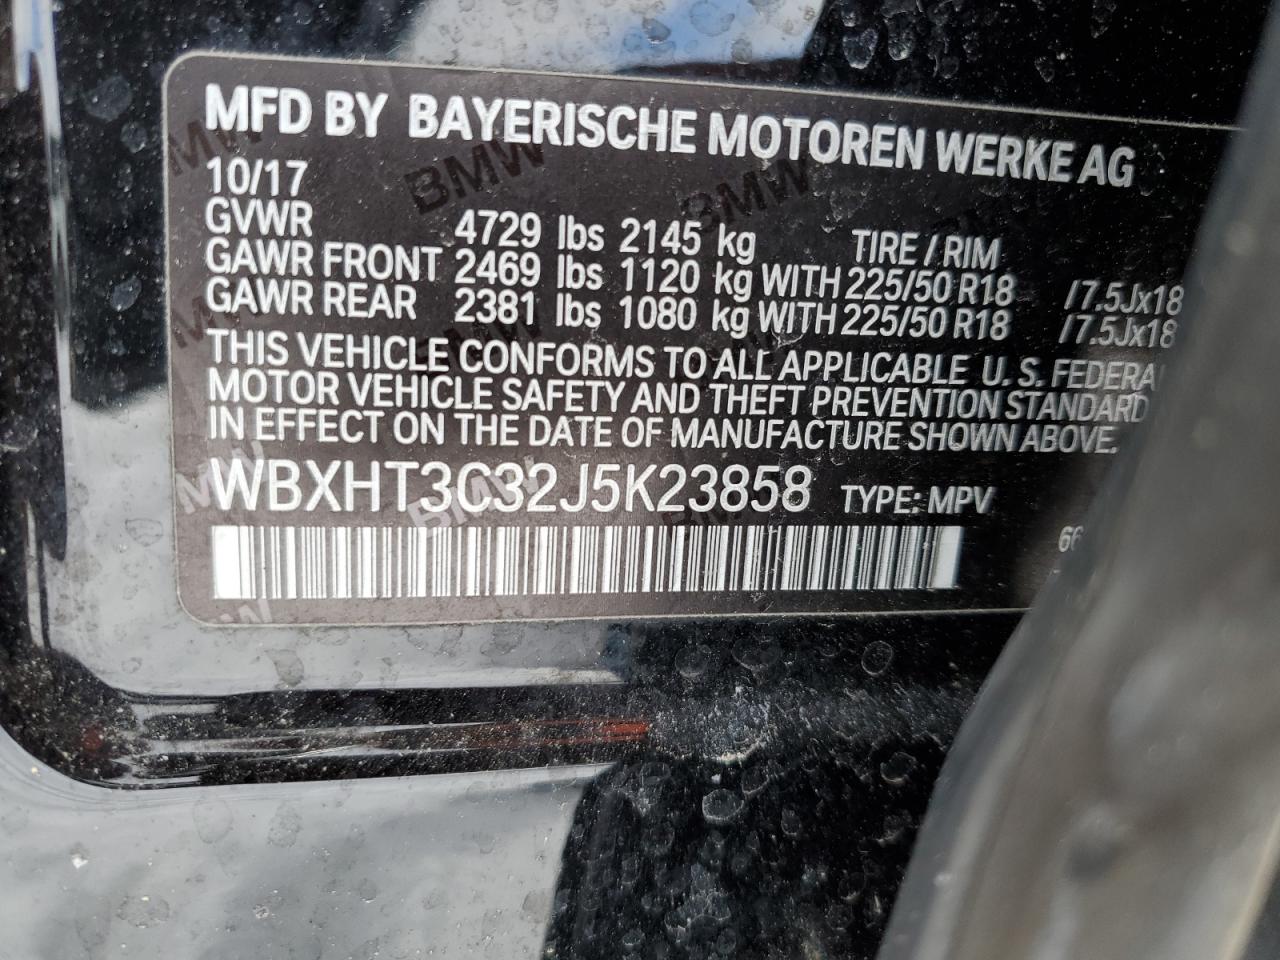 MFD BY BAYERISCHE MOTOREN WERKE AG
10/17
GVWR 4729 lbs 2145 kg TIRE / RIM
GAWR FRONT 2469 lbs 1120 kg WITH 225/50 R18 /7.5Jx18
GAWR REAR 2381 lbs 1080 kg WITH 225/50 R18 /7.5Jx18
THIS VEHICLE CONFORMS TO ALL APPLICABLE U.S. FEDERA
MOTOR VEHICLE SAFETY AND THEFT PREVENTION STANDARD
IN EFFECT ON THE DATE OF MANUFACTURE SHOWN ABOVE.
WBXHT3C32J5K23858 TYPE: MPV